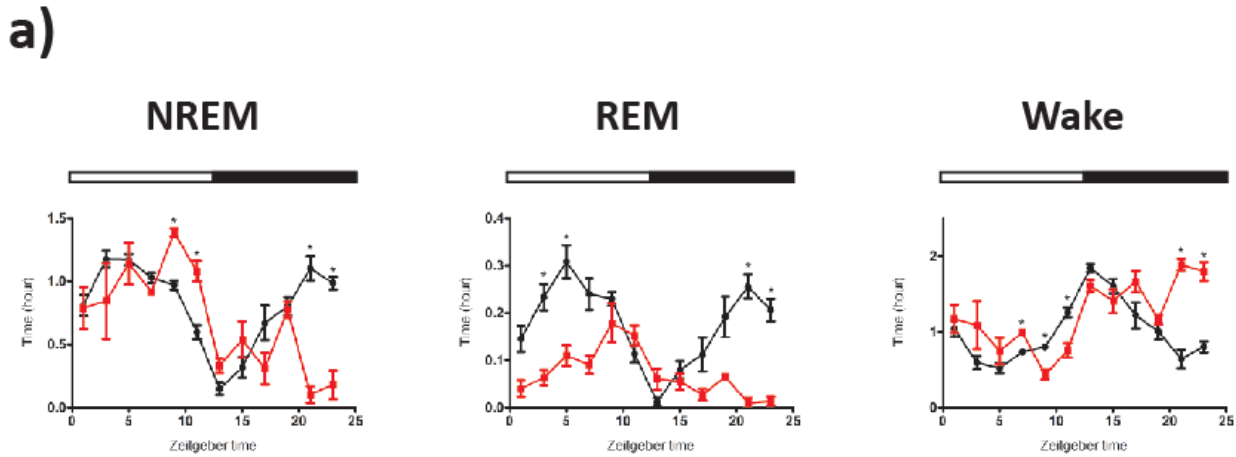 a)
NREM REM Wake
* * * *
* * * *
* * * * *
Time (hour)
1.5
1.0
0.5
0.0
0 5 10 15 20 25
Zeitgeber time
Time (hour)
0.4
0.3
0.2
0.1
0.0
0 5 10 15 20 25
Zeitgeber time
Time (hour)
2
1
0
0 5 10 15 20 25
Zeitgeber time